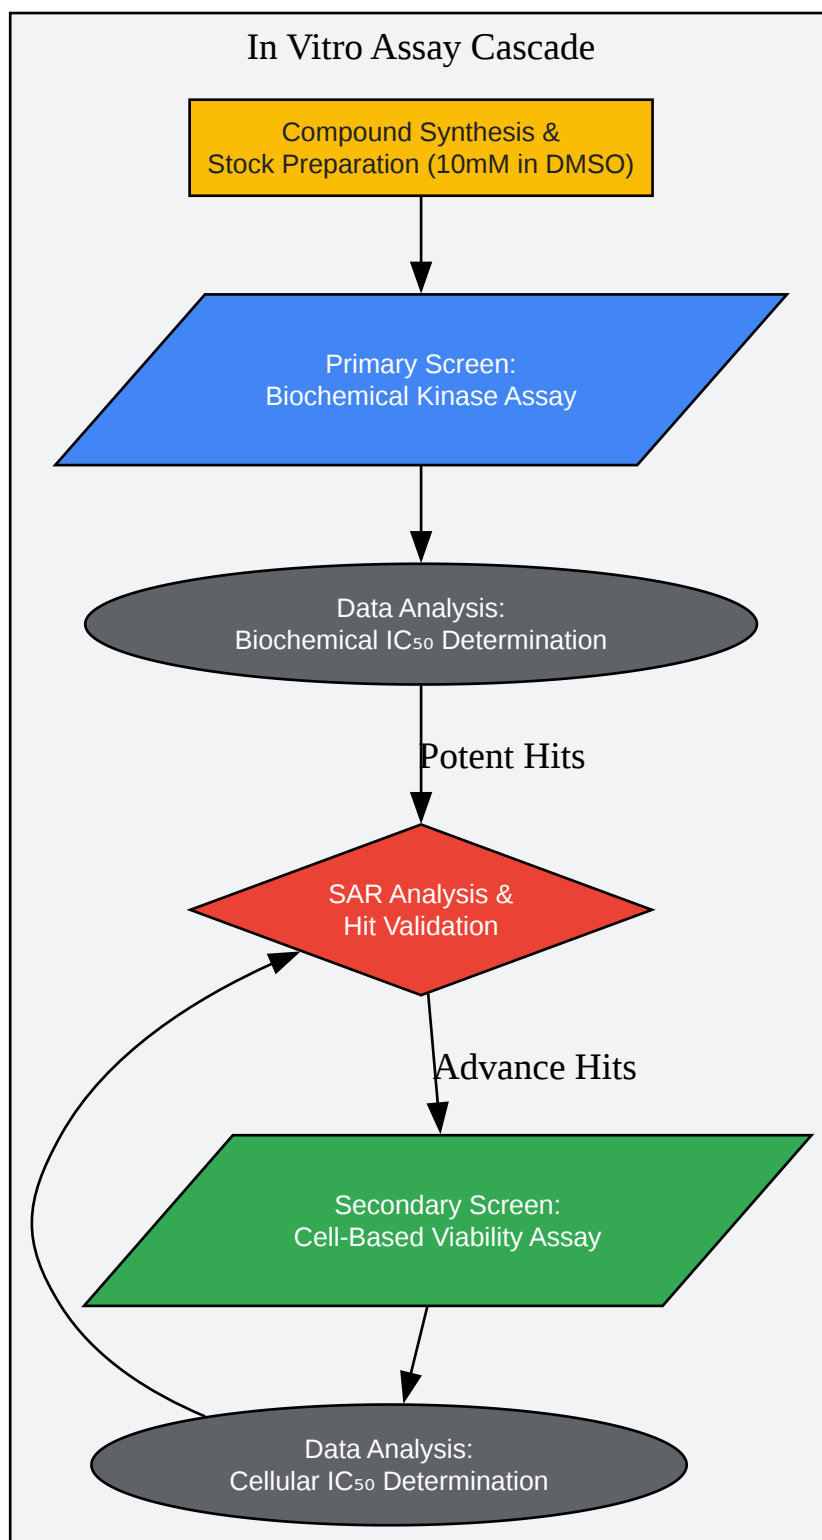 In Vitro Assay Cascade
Compound Synthesis &
Stock Preparation (10mM in DMSO)
Primary Screen:
Biochemical Kinase Assay
Data Analysis:
Biochemical IC₅₀ Determination
Potent Hits
SAR Analysis &
Hit Validation
Advance Hits
Secondary Screen:
Cell-Based Viability Assay
Data Analysis:
Cellular IC₅₀ Determination